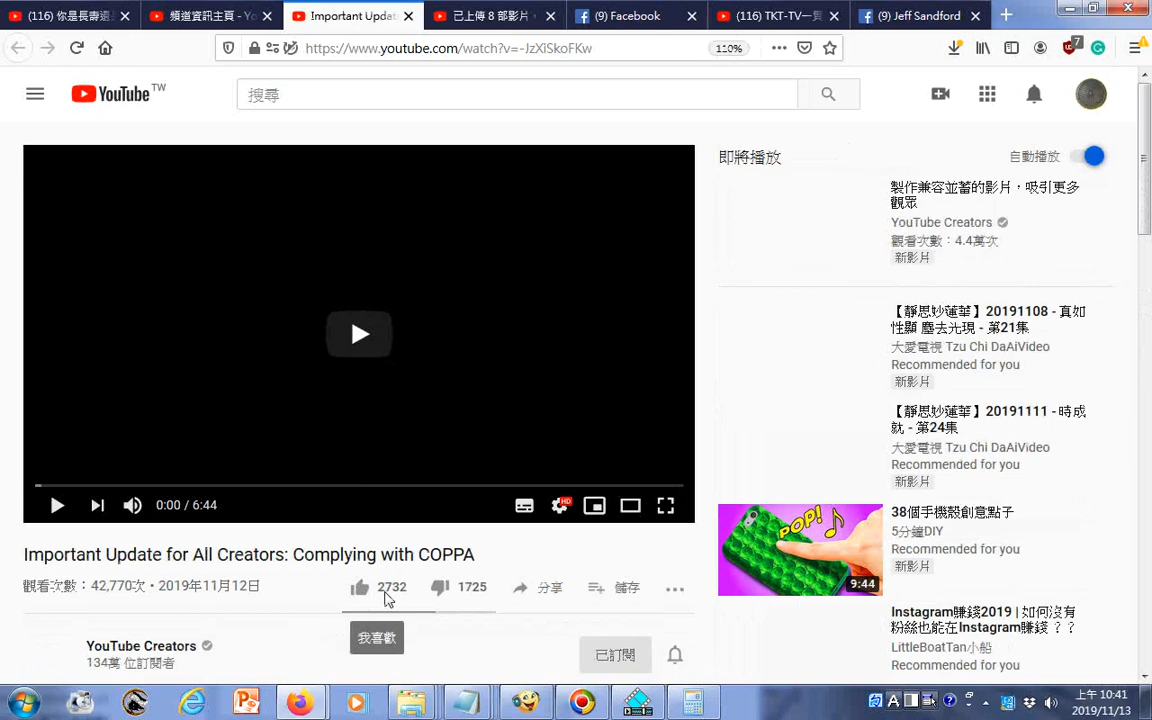 (116) 你是長壽還
頻道資訊主頁 -
Important Updat
已上傳 8 部影片
(9) Facebook
(116) TKT-TV一
(9) Jeff Sandford
https://www.youtube.com/watch?v=-JzXiSkoFKw
110%
7
YouTube TW
搜尋
即將播放
自動播放
製作兼容並蓄的影片，吸引更多
觀眾
YouTube Creators
觀看次數：4.4萬次
新影片
【靜思妙蓮華】20191108 - 真如
性顯 塵去光現 - 第21集
大愛電視 Tzu Chi DaAiVideo
Recommended for you
新影片
【靜思妙蓮華】20191111 - 時成
就 - 第24集
大愛電視 Tzu Chi DaAiVideo
Recommended for you
新影片
POP!
9:44
38個手機殼創意點子
5分鐘DIY
新影片
Instagram賺錢2019 | 如何沒有
粉絲也能在Instagram賺錢 ？？
LittleBoatTan小船
Recommended for you
0:00 / 6:44
HD
Important Update for All Creators: Complying with COPPA
觀看次數：42,770次・2019年11月12日
2732
1725
分享
儲存
我喜歡
YouTube Creators
134萬 位訂閱者
已訂閱
上午 10:41
2019/11/13